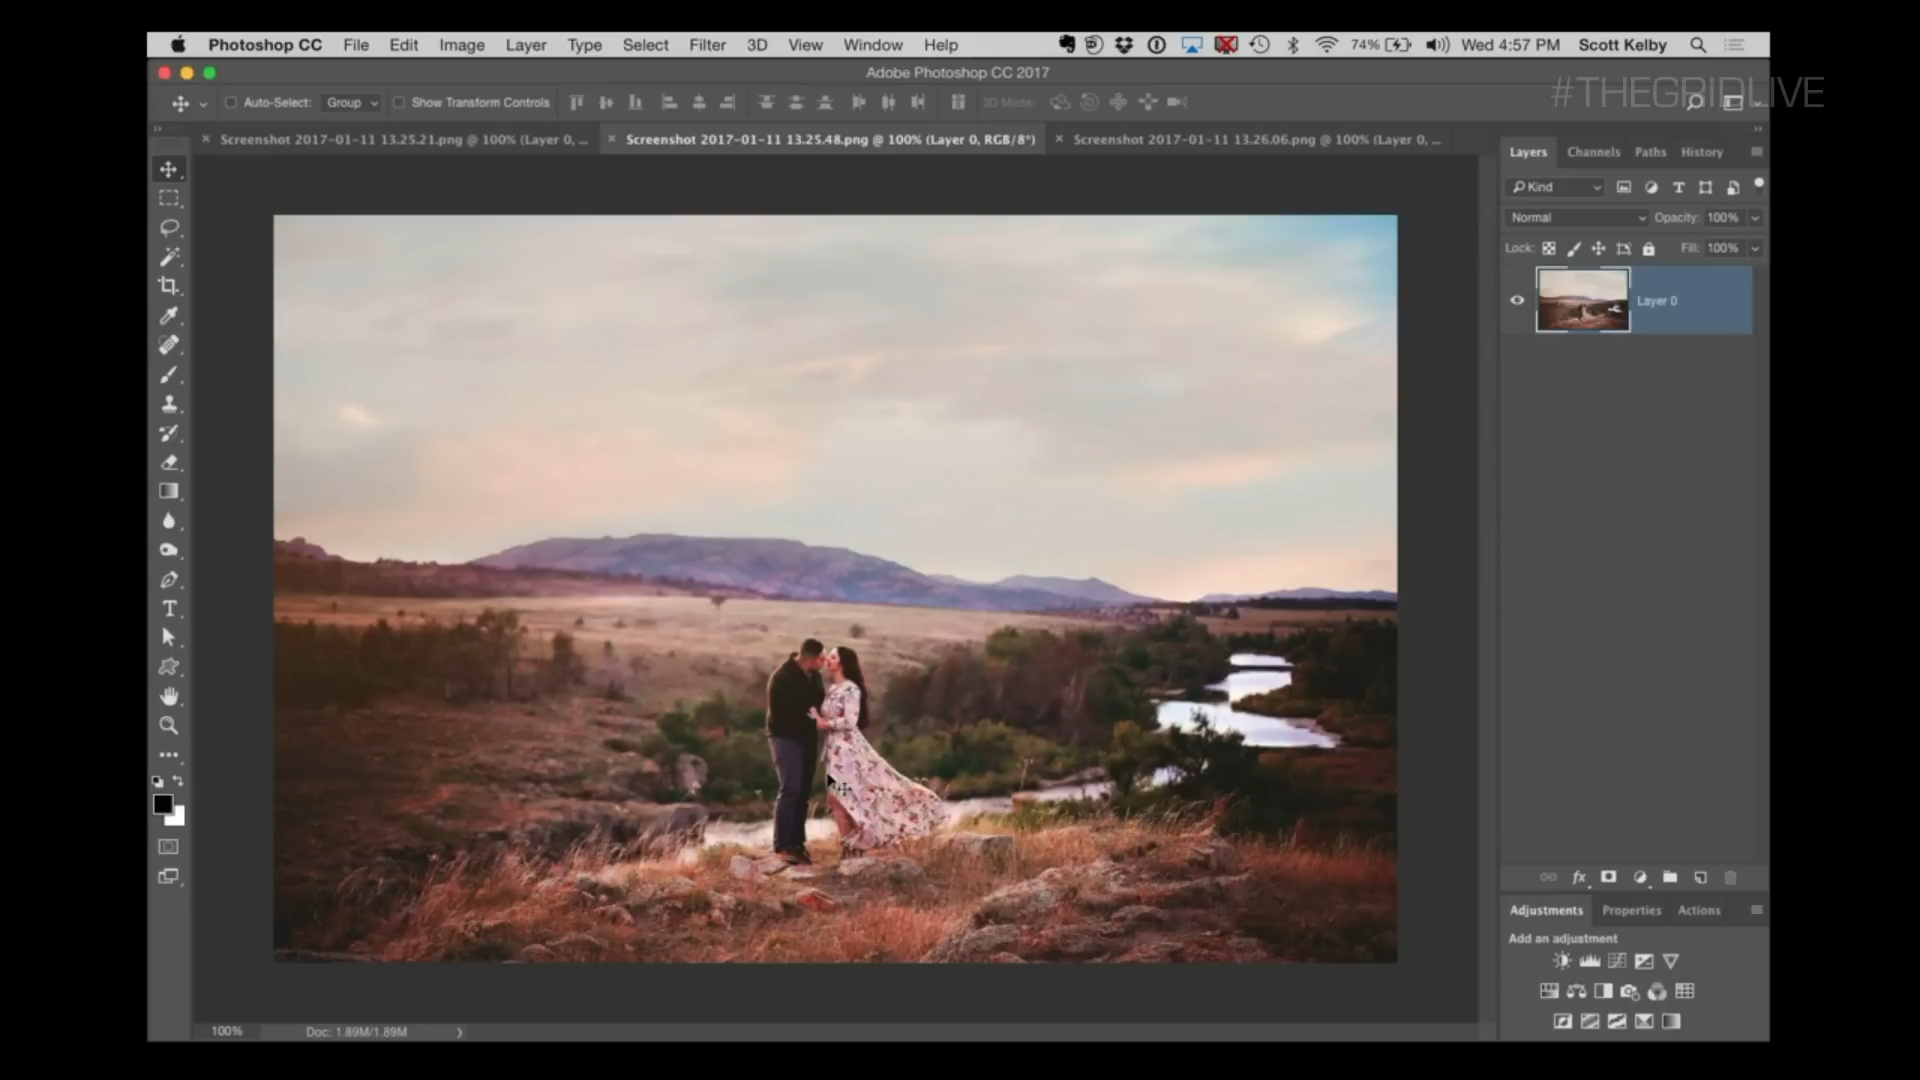 Photoshop CC File Edit Image Layer Type Select Filter 3D View Window Help 74% Wed 4:57 PM Scott Kelby
Adobe Photoshop CC 2017
#THEGRIDLIVE
Auto-Select: Group Show Transform Controls 3D Mode:
Screenshot 2017-01-11 13.25.21.png @ 100% (Layer 0, ... Screenshot 2017-01-11 13.25.48.png @ 100% (Layer 0, RGB/8*) Screenshot 2017-01-11 13.26.06.png @ 100% (Layer 0, ...
Layers Channels Paths History
Kind
Normal Opacity: 100%
Lock: Fill: 100%
Layer 0
fx
Adjustments Properties Actions
Add an adjustment
100% Doc: 1.89M/1.89M